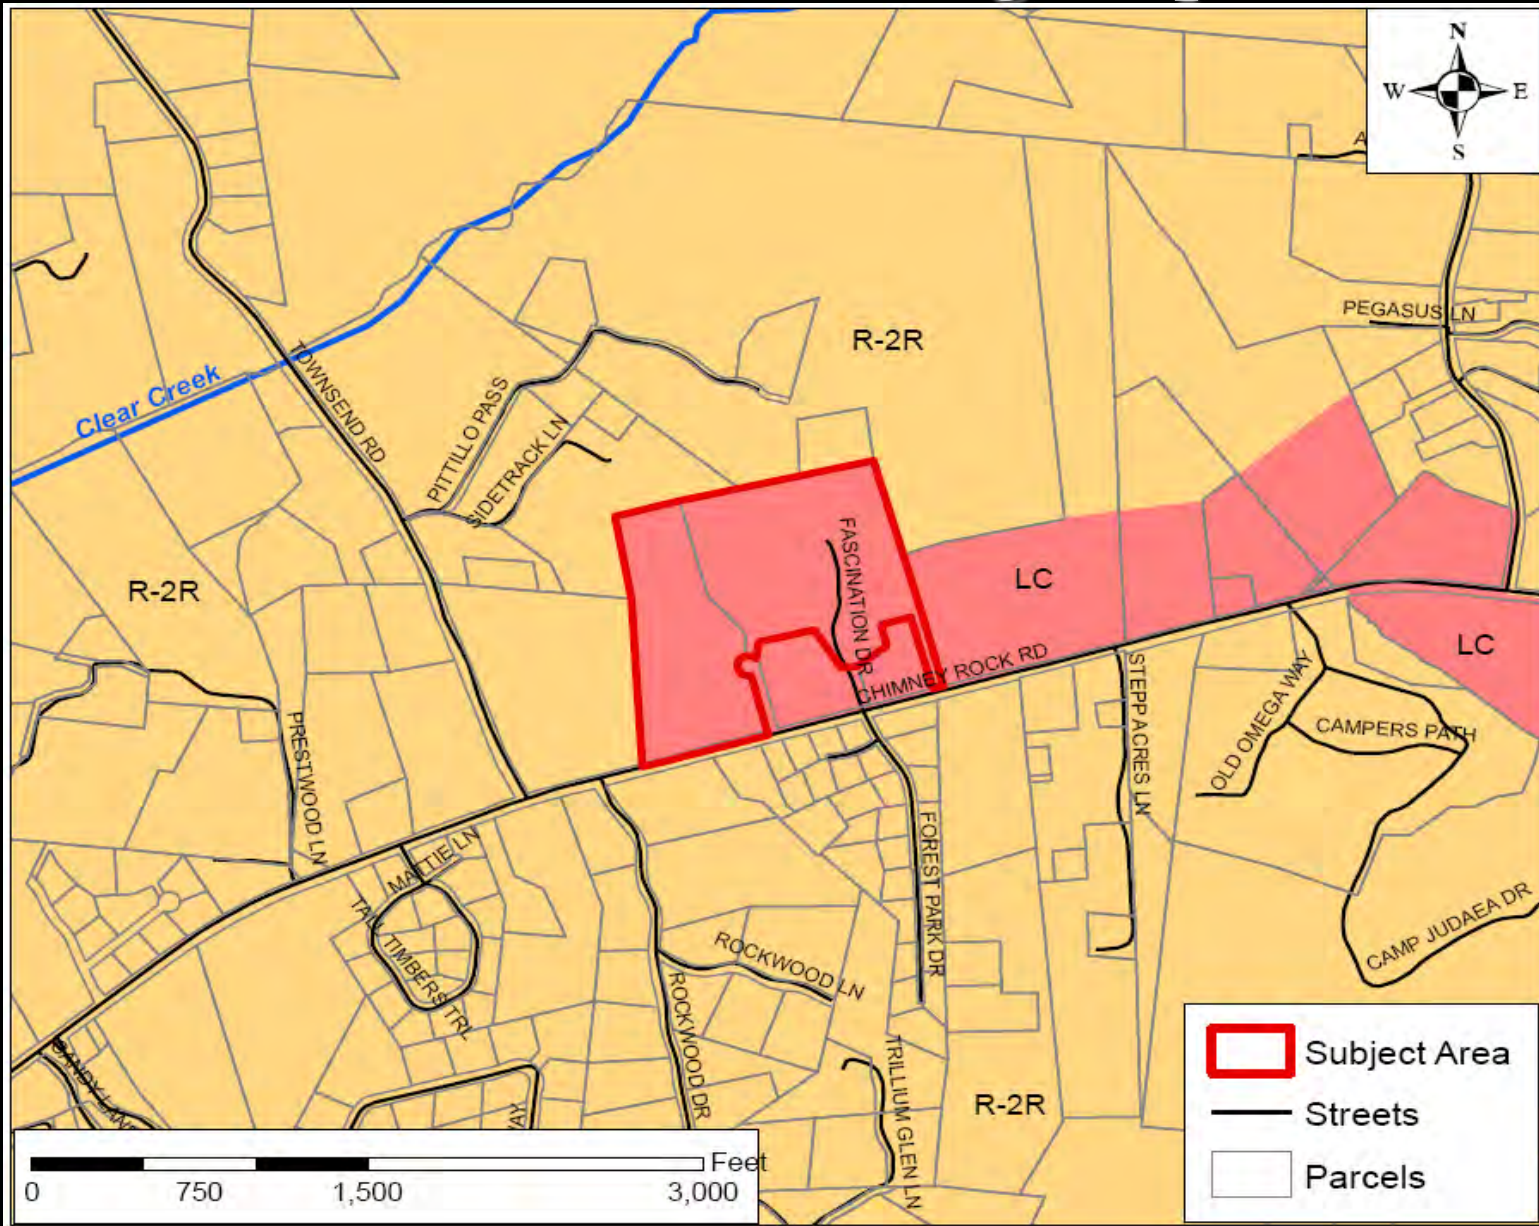 N
W E
S
A
PEGASUS LN
R-2R
Clear Creek
TOWNSEND RD
PITTILLO PASS
SIDETRACK LN
FASCINATION DR
LC
R-2R
LC
CHIMNEY ROCK RD
STEPP ACRES LN
OLD OMEGA WAY
CAMPERS PATH
PRESTWOOD LN
MATTIE LN
TALL TIMBERS TRL
FOREST PARK DR
CAMP JUDAEA DR
ROCKWOOD LN
ROCKWOOD DR
TRILLIUM GLEN LN
R-2R
Subject Area
Streets
Parcels
Feet
0 750 1,500 3,000